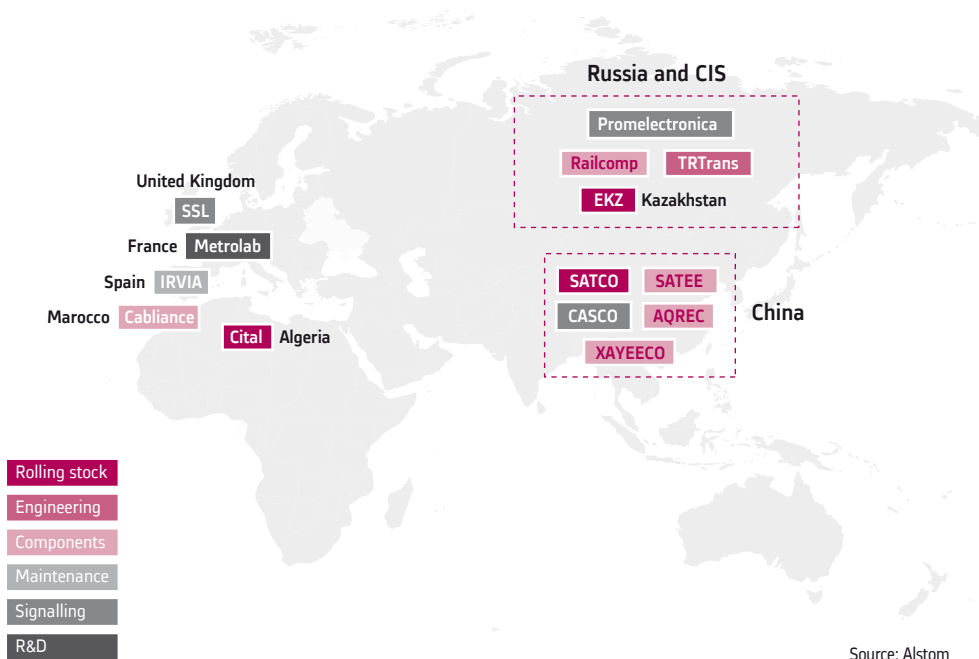 Russia and CIS
Promelectronica
Railcomp TRTrans
EKZ Kazakhstan
United Kingdom
SSL
France Metrolab
Spain IRVIA
Marocco Cabliance
Cital Algeria
SATCO SATEE
CASCO AQREC
XAYEECO
China
Rolling stock
Engineering
Components
Maintenance
Signalling
R&D
Source: Alstom